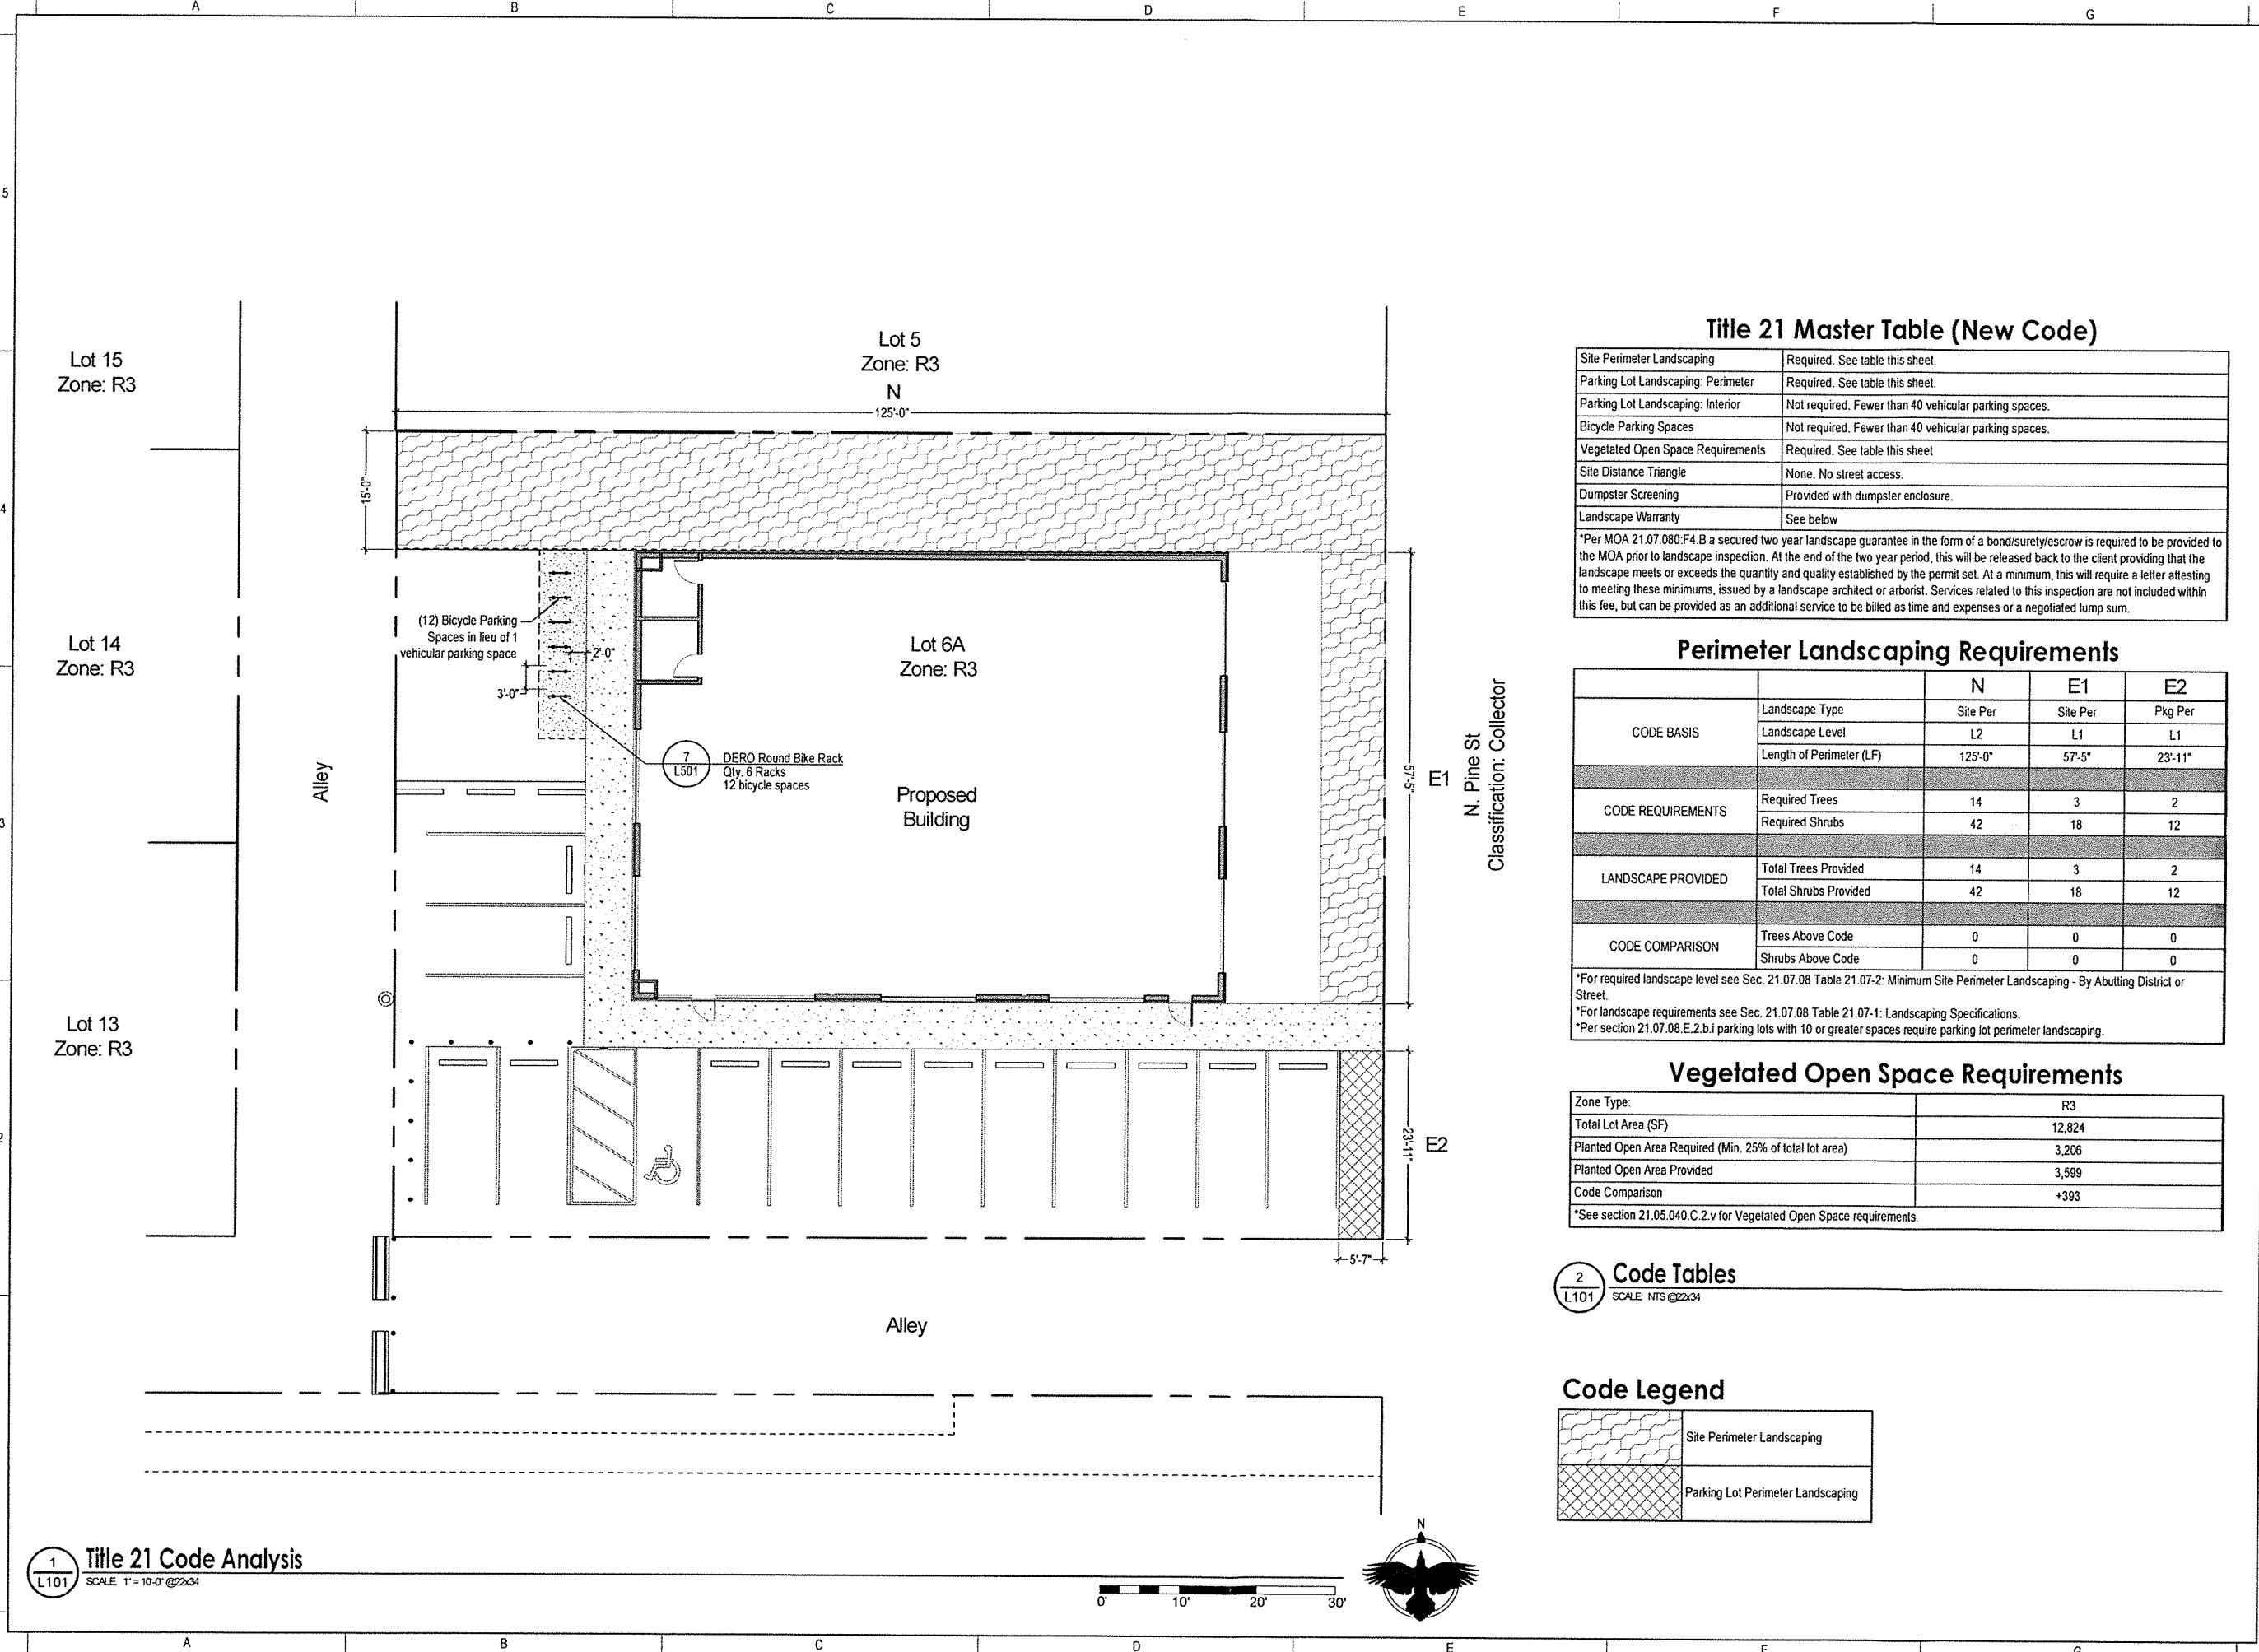 A B C D E F G
5
4
3
2
Lot 15
Zone: R3
Lot 14
Zone: R3
Lot 13
Zone: R3
Alley
Lot 5
Zone: R3
N
125'-0"
15'-0"
(12) Bicycle Parking
Spaces in lieu of 1
vehicular parking space
2'-0"
3'-0"
7
L501
DERO Round Bike Rack
Qty. 6 Racks
12 bicycle spaces
Lot 6A
Zone: R3
Proposed
Building
57'-5"
E1
N. Pine St
Classification: Collector
23'-11"
E2
5'-7"
Alley
Title 21 Master Table (New Code)
Site Perimeter Landscaping Required. See table this sheet.
Parking Lot Landscaping: Perimeter Required. See table this sheet.
Parking Lot Landscaping: Interior Not required. Fewer than 40 vehicular parking spaces.
Bicycle Parking Spaces Not required. Fewer than 40 vehicular parking spaces.
Vegetated Open Space Requirements Required. See table this sheet
Site Distance Triangle None. No street access.
Dumpster Screening Provided with dumpster enclosure.
Landscape Warranty See below
*Per MOA 21.07.080:F4.B a secured two year landscape guarantee in the form of a bond/surety/escrow is required to be provided to
the MOA prior to landscape inspection. At the end of the two year period, this will be released back to the client providing that the
landscape meets or exceeds the quantity and quality established by the permit set. At a minimum, this will require a letter attesting
to meeting these minimums, issued by a landscape architect or arborist. Services related to this inspection are not included within
this fee, but can be provided as an additional service to be billed as time and expenses or a negotiated lump sum.
Perimeter Landscaping Requirements
N E1 E2
CODE BASIS
Landscape Type Site Per Site Per Pkg Per
Landscape Level L2 L1 L1
Length of Perimeter (LF) 125'-0" 57'-5" 23'-11"
CODE REQUIREMENTS
Required Trees 14 3 2
Required Shrubs 42 18 12
LANDSCAPE PROVIDED
Total Trees Provided 14 3 2
Total Shrubs Provided 42 18 12
CODE COMPARISON
Trees Above Code 0 0 0
Shrubs Above Code 0 0 0
*For required landscape level see Sec. 21.07.08 Table 21.07-2: Minimum Site Perimeter Landscaping - By Abutting District or
Street.
*For landscape requirements see Sec. 21.07.08 Table 21.07-1: Landscaping Specifications.
*Per section 21.07.08.E.2.b.i parking lots with 10 or greater spaces require parking lot perimeter landscaping.
Vegetated Open Space Requirements
Zone Type: R3
Total Lot Area (SF) 12,824
Planted Open Area Required (Min. 25% of total lot area) 3,206
Planted Open Area Provided 3,599
Code Comparison +393
*See section 21.05.040.C.2.v for Vegetated Open Space requirements.
2
L101
Code Tables
SCALE: NTS @22x34
Code Legend
Site Perimeter Landscaping
Parking Lot Perimeter Landscaping
1
L101
Title 21 Code Analysis
SCALE: 1" = 10'-0" @22x34
0' 10' 20' 30'
N
A B C D E F G